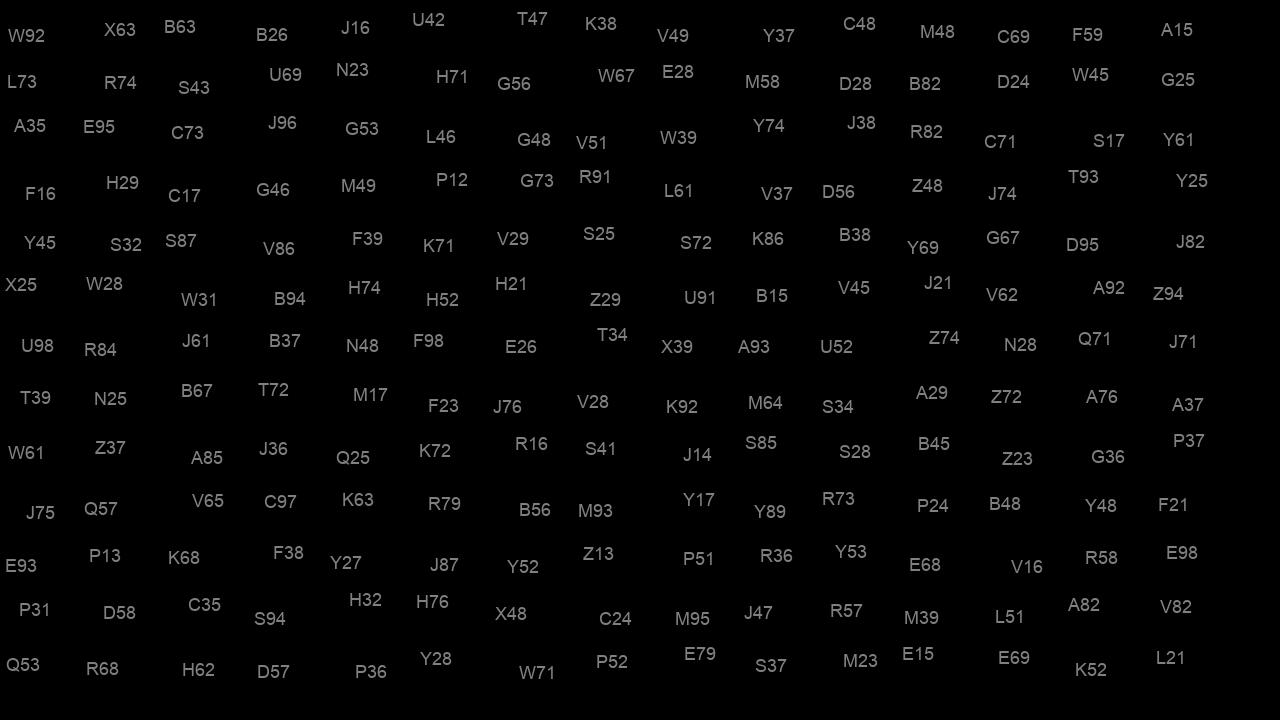 W92 X63 B63 B26 J16 U42 T47 K38 V49 Y37 C48 M48 C69 F59 A15
L73 R74 S43 U69 N23 H71 G56 W67 E28 M58 D28 B82 D24 W45 G25
A35 E95 C73 J96 G53 L46 G48 V51 W39 Y74 J38 R82 C71 S17 Y61
F16 H29 C17 G46 M49 P12 G73 R91 L61 V37 D56 Z48 J74 T93 Y25
Y45 S32 S87 V86 F39 K71 V29 S25 S72 K86 B38 Y69 G67 D95 J82
X25 W28 W31 B94 H74 H52 H21 Z29 U91 B15 V45 J21 V62 A92 Z94
U98 R84 J61 B37 N48 F98 E26 T34 X39 A93 U52 Z74 N28 Q71 J71
T39 N25 B67 T72 M17 F23 J76 V28 K92 M64 S34 A29 Z72 A76 A37
W61 Z37 A85 J36 Q25 K72 R16 S41 J14 S85 S28 B45 Z23 G36 P37
J75 Q57 V65 C97 K63 R79 B56 M93 Y17 Y89 R73 P24 B48 Y48 F21
E93 P13 K68 F38 Y27 J87 Y52 Z13 P51 R36 Y53 E68 V16 R58 E98
P31 D58 C35 S94 H32 H76 X48 C24 M95 J47 R57 M39 L51 A82 V82
Q53 R68 H62 D57 P36 Y28 W71 P52 E79 S37 M23 E15 E69 K52 L21